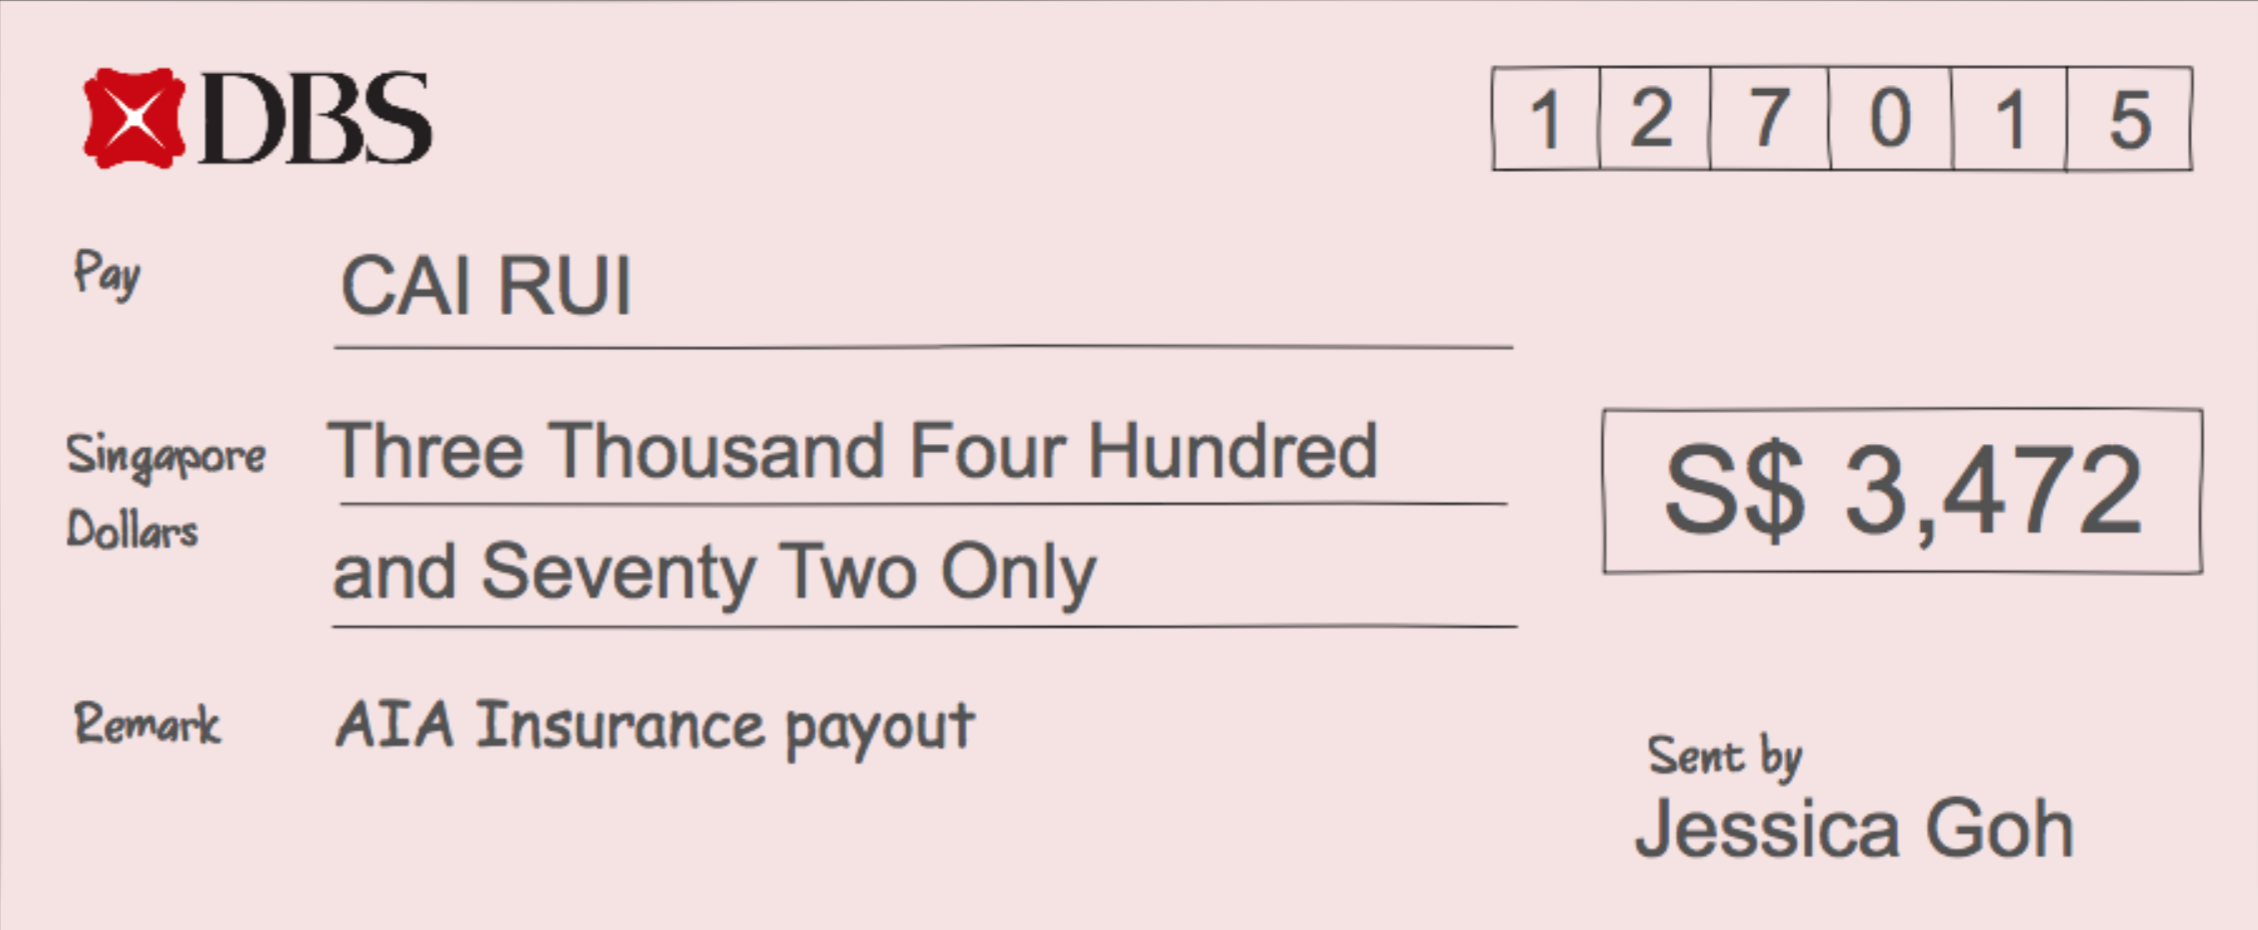 DBS
1 2 7 0 1 5
Pay CAI RUI
Singapore Dollars Three Thousand Four Hundred
and Seventy Two Only
S$ 3,472
Remark AIA Insurance payout
Sent by
Jessica Goh